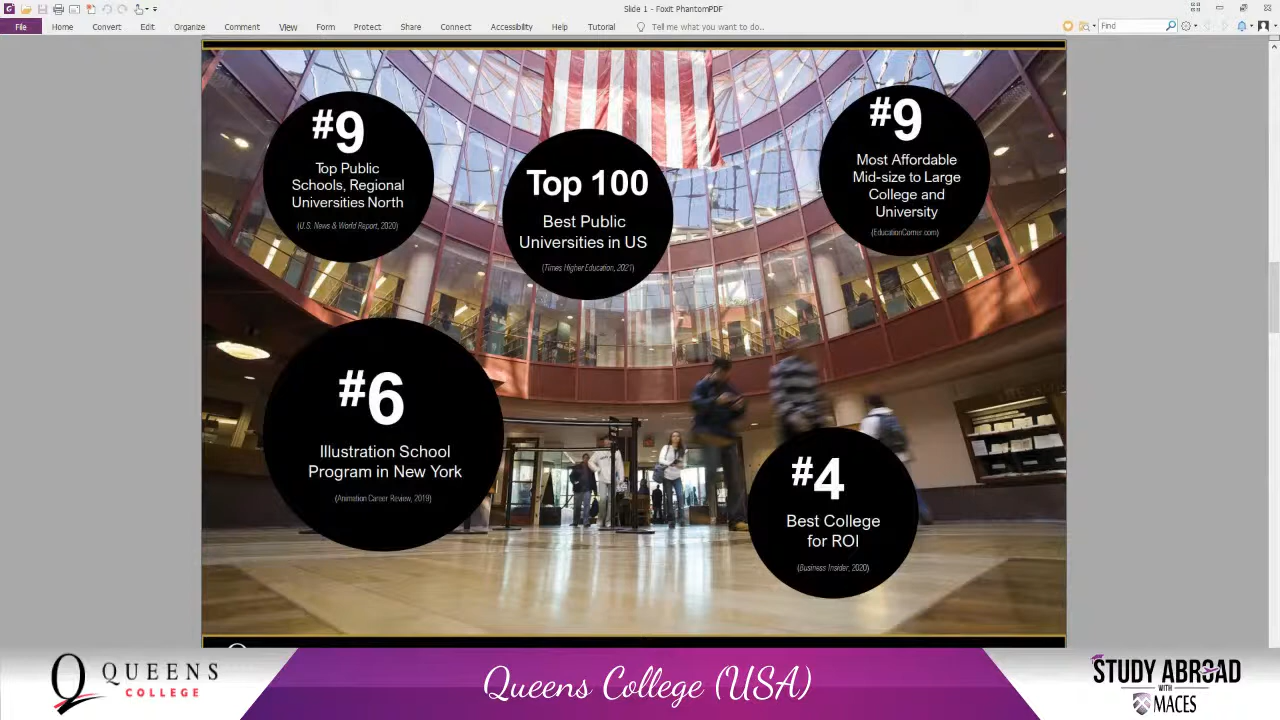 Slide 1 - Foxit PhantomPDF
File Home Convert Edit Organize Comment View Form Protect Share Connect Accessibility Help Tutorial Tell me what you want to do.. Find
#9
Top Public
Schools, Regional
Universities North
(U.S. News & World Report, 2020)
Top 100
Best Public
Universities in US
(Times Higher Education, 2021)
#9
Most Affordable
Mid-size to Large
College and
University
(EducationCorner.com)
#6
Illustration School
Program in New York
(Animation Career Review, 2019)
#4
Best College
for ROI
(Business Insider, 2020)
QUEENS
COLLEGE
Queens College (USA)
STUDY ABROAD
WITH
MACES